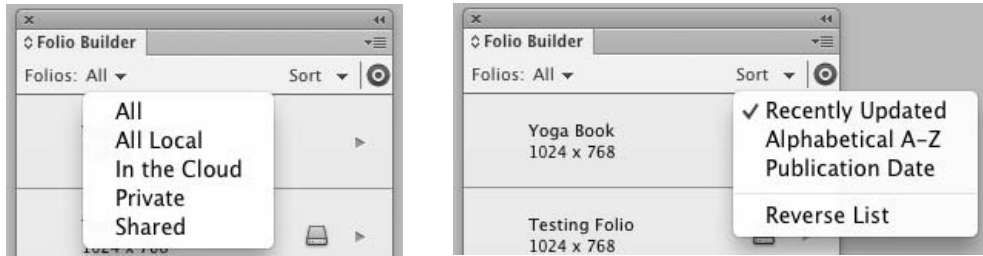 Folio Builder
Folios: All
Sort
All
All Local
In the Cloud
Private
Shared
Folio Builder
Folios: All
Sort
Recently Updated
Alphabetical A–Z
Publication Date
Reverse List
Yoga Book
1024 x 768
Testing Folio
1024 x 768